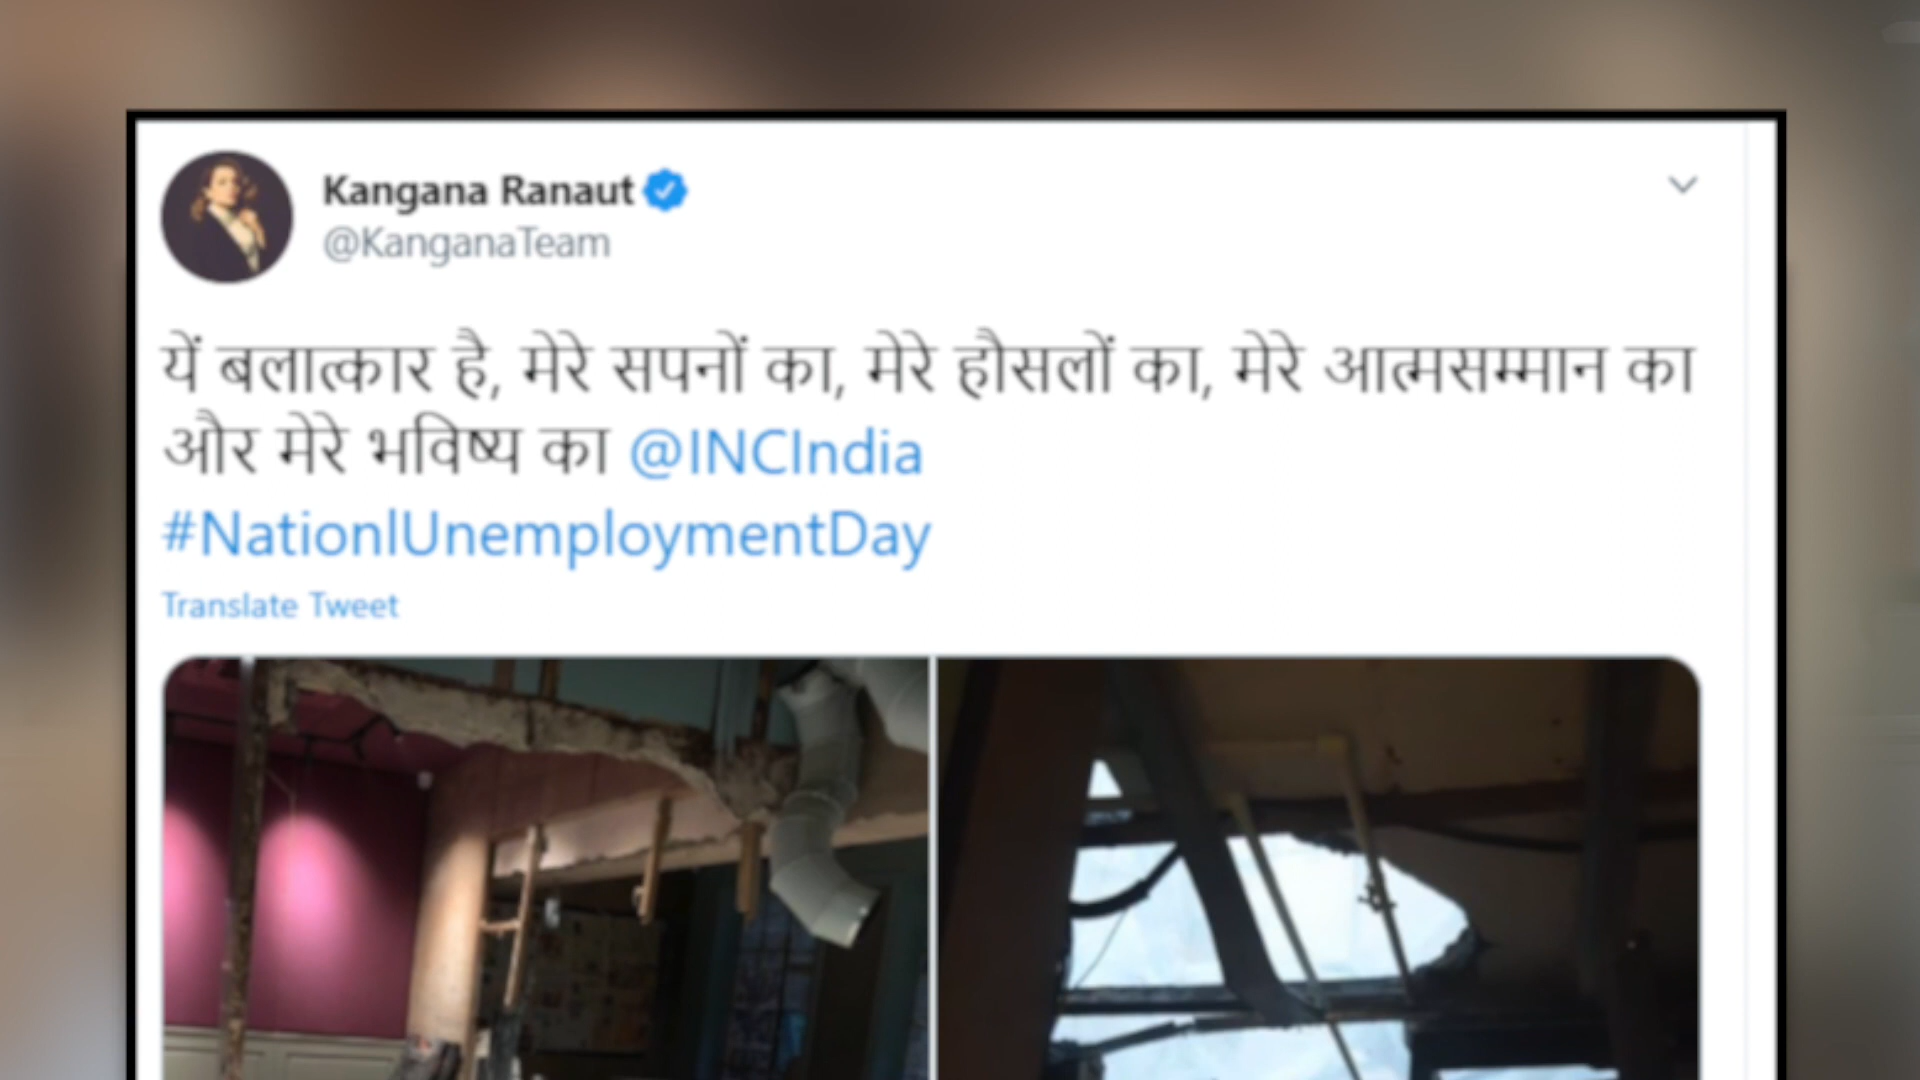 Kangana Ranaut
@KanganaTeam
यें बलात्कार है, मेरे सपनों का, मेरे हौसलों का, मेरे आत्मसम्मान का
और मेरे भविष्य का @INCIndia
#NationlUnemploymentDay
Translate Tweet